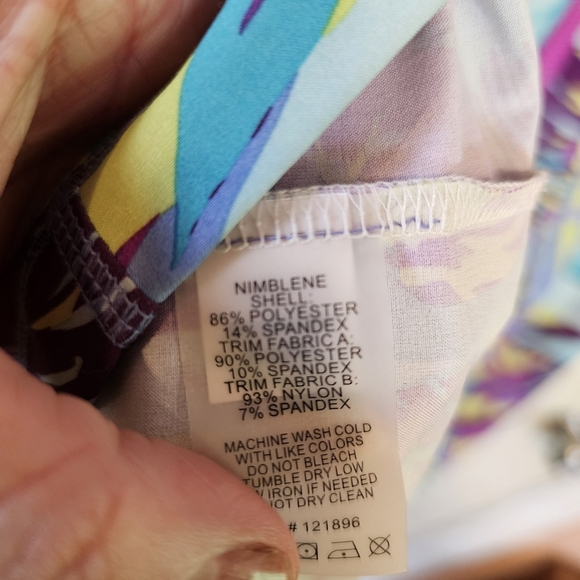 NIMBLENE
SHELL:
86% POLYESTER
14% SPANDEX
TRIM FABRIC A:
90% POLYESTER
10% SPANDEX
TRIM FABRIC B:
93% NYLON
7% SPANDEX
MACHINE WASH COLD
WITH LIKE COLORS
DO NOT BLEACH
TUMBLE DRY LOW
IRON IF NEEDED
NOT DRY CLEAN
# 121896